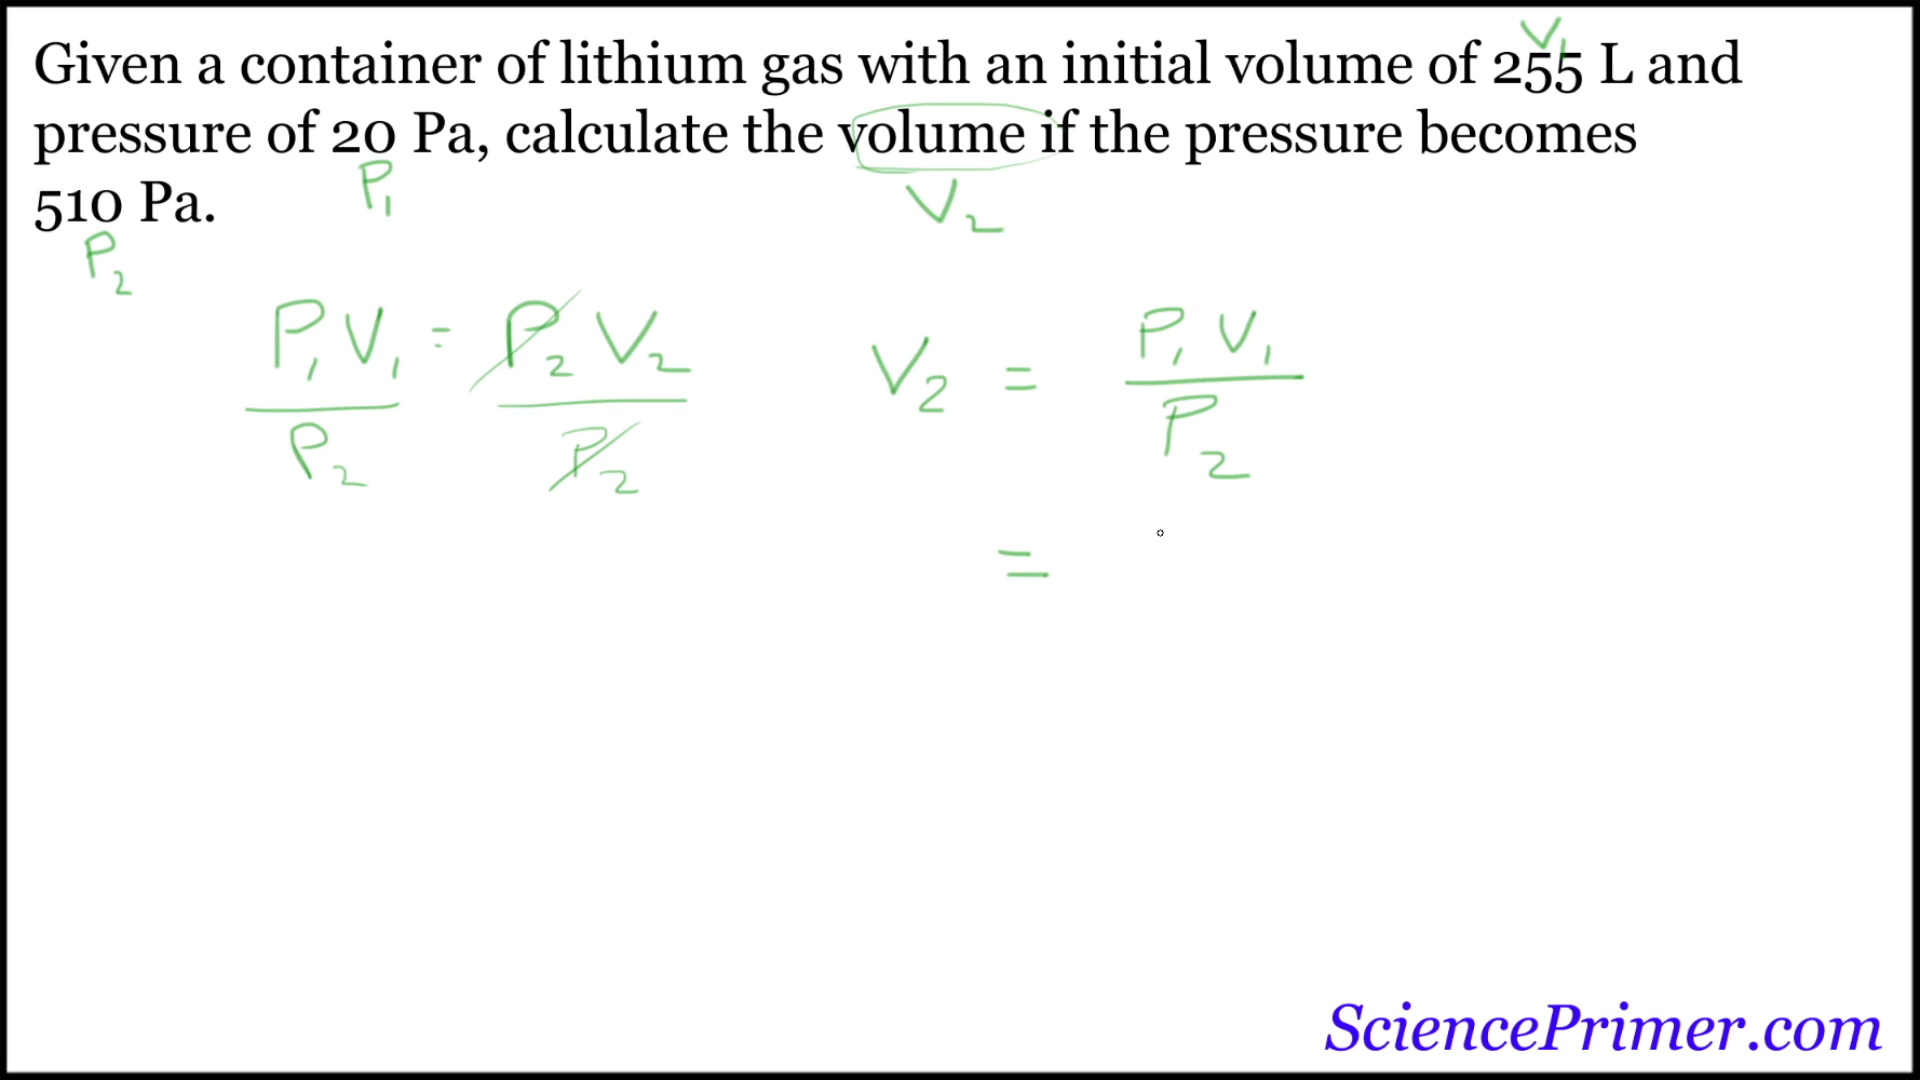 V₁
Given a container of lithium gas with an initial volume of 255 L and
pressure of 20 Pa, calculate the volume if the pressure becomes
P₁ V₂
510 Pa.
P₂
P₁V₁ = P₂V₂ V₂ = P₁V₁
P₂ P₂ P₂
=
SciencePrimer.com